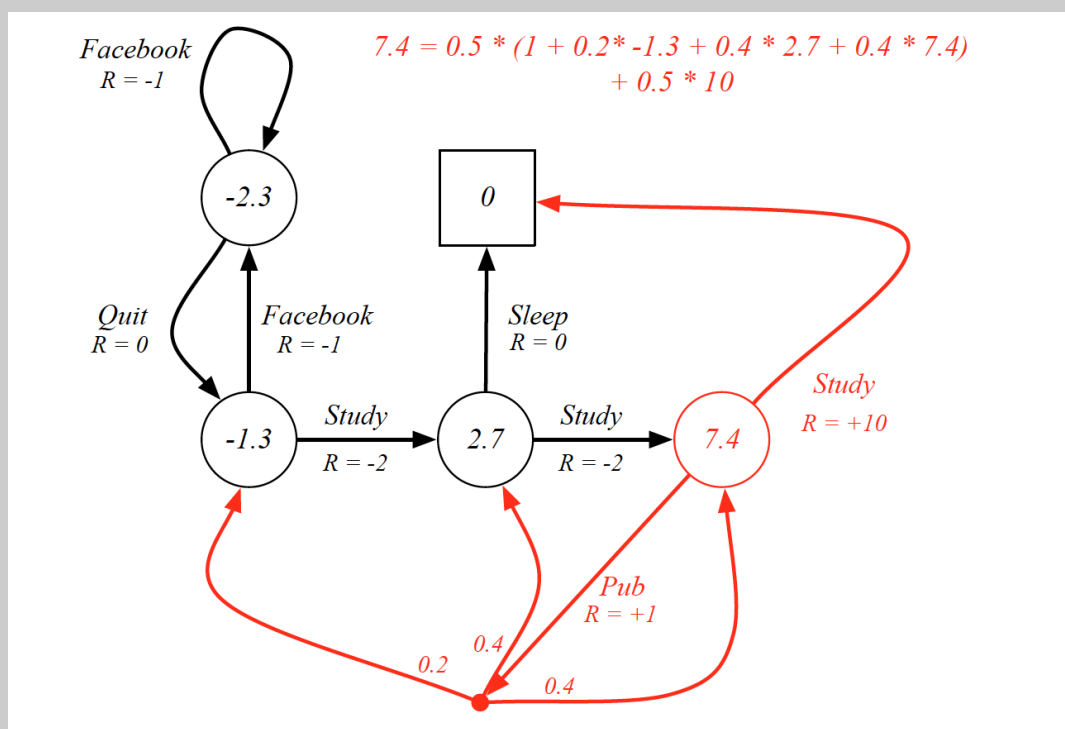 Facebook
R = -1
7.4 = 0.5 * (1 + 0.2* -1.3 + 0.4 * 2.7 + 0.4 * 7.4)
+ 0.5 * 10
-2.3
0
Quit
R = 0
Facebook
R = -1
Sleep
R = 0
Study
R = +10
-1.3
Study
R = -2
2.7
Study
R = -2
7.4
Pub
R = +1
0.2
0.4
0.4